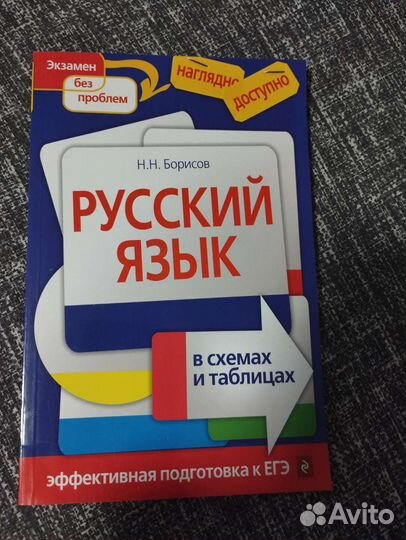 Экзамен
без
проблем
наглядно
доступно
Н.Н. Борисов
РУССКИЙ
ЯЗЫК
в схемах
и таблицах
эффективная подготовка к ЕГЭ
Avito